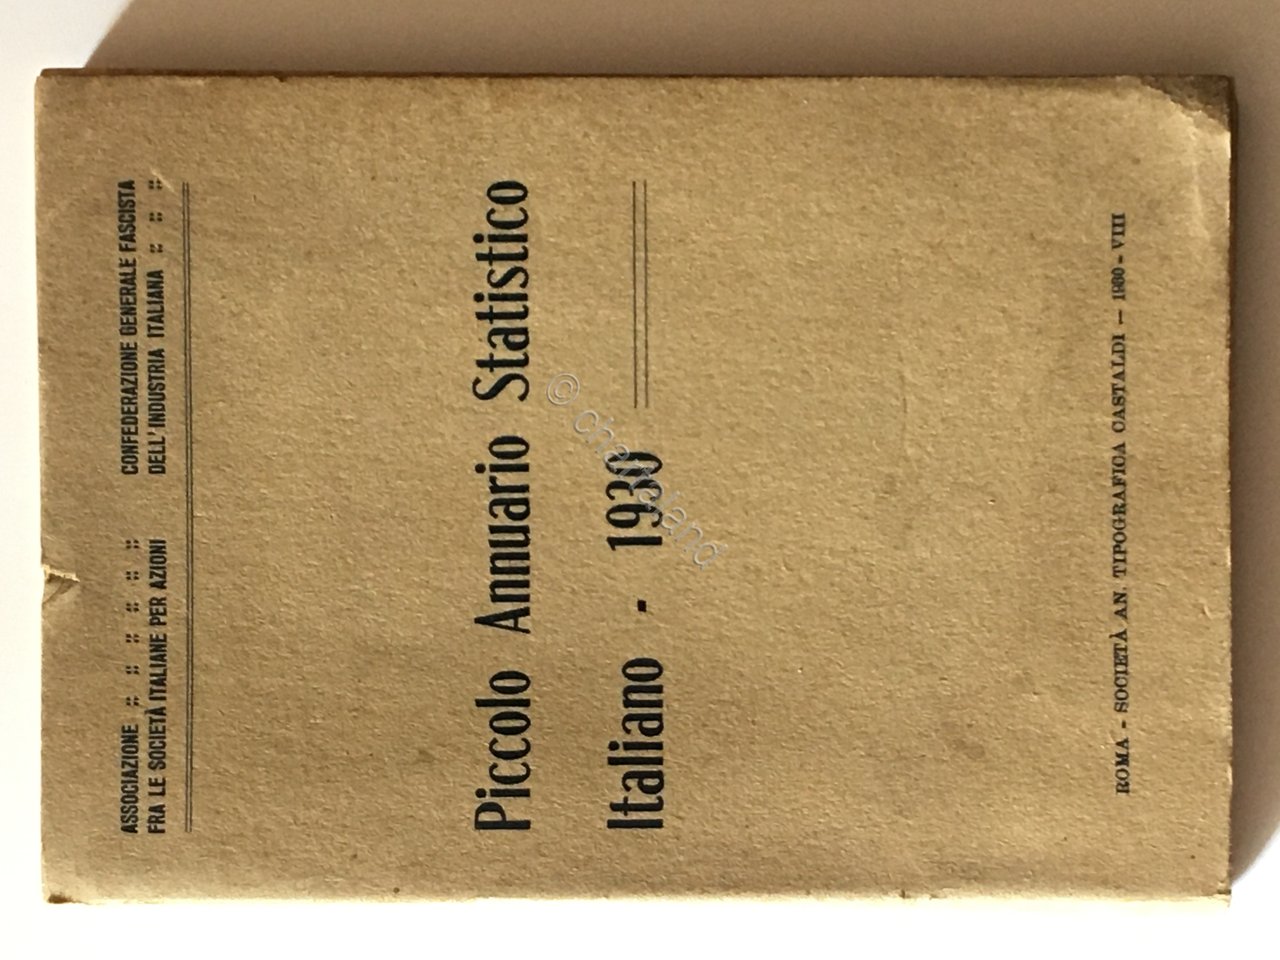 ASSOCIAZIONE :: :: :: :: :: ::
FRA LE SOCIETÀ ITALIANE PER AZIONI
CONFEDERAZIONE GENERALE FASCISTA
DELL'INDUSTRIA ITALIANA :: :: ::
Piccolo Annuario Statistico
Italiano - 1930
ROMA - SOCIETÀ AN. TIPOGRAFICA CASTALDI - 1930 - VIII